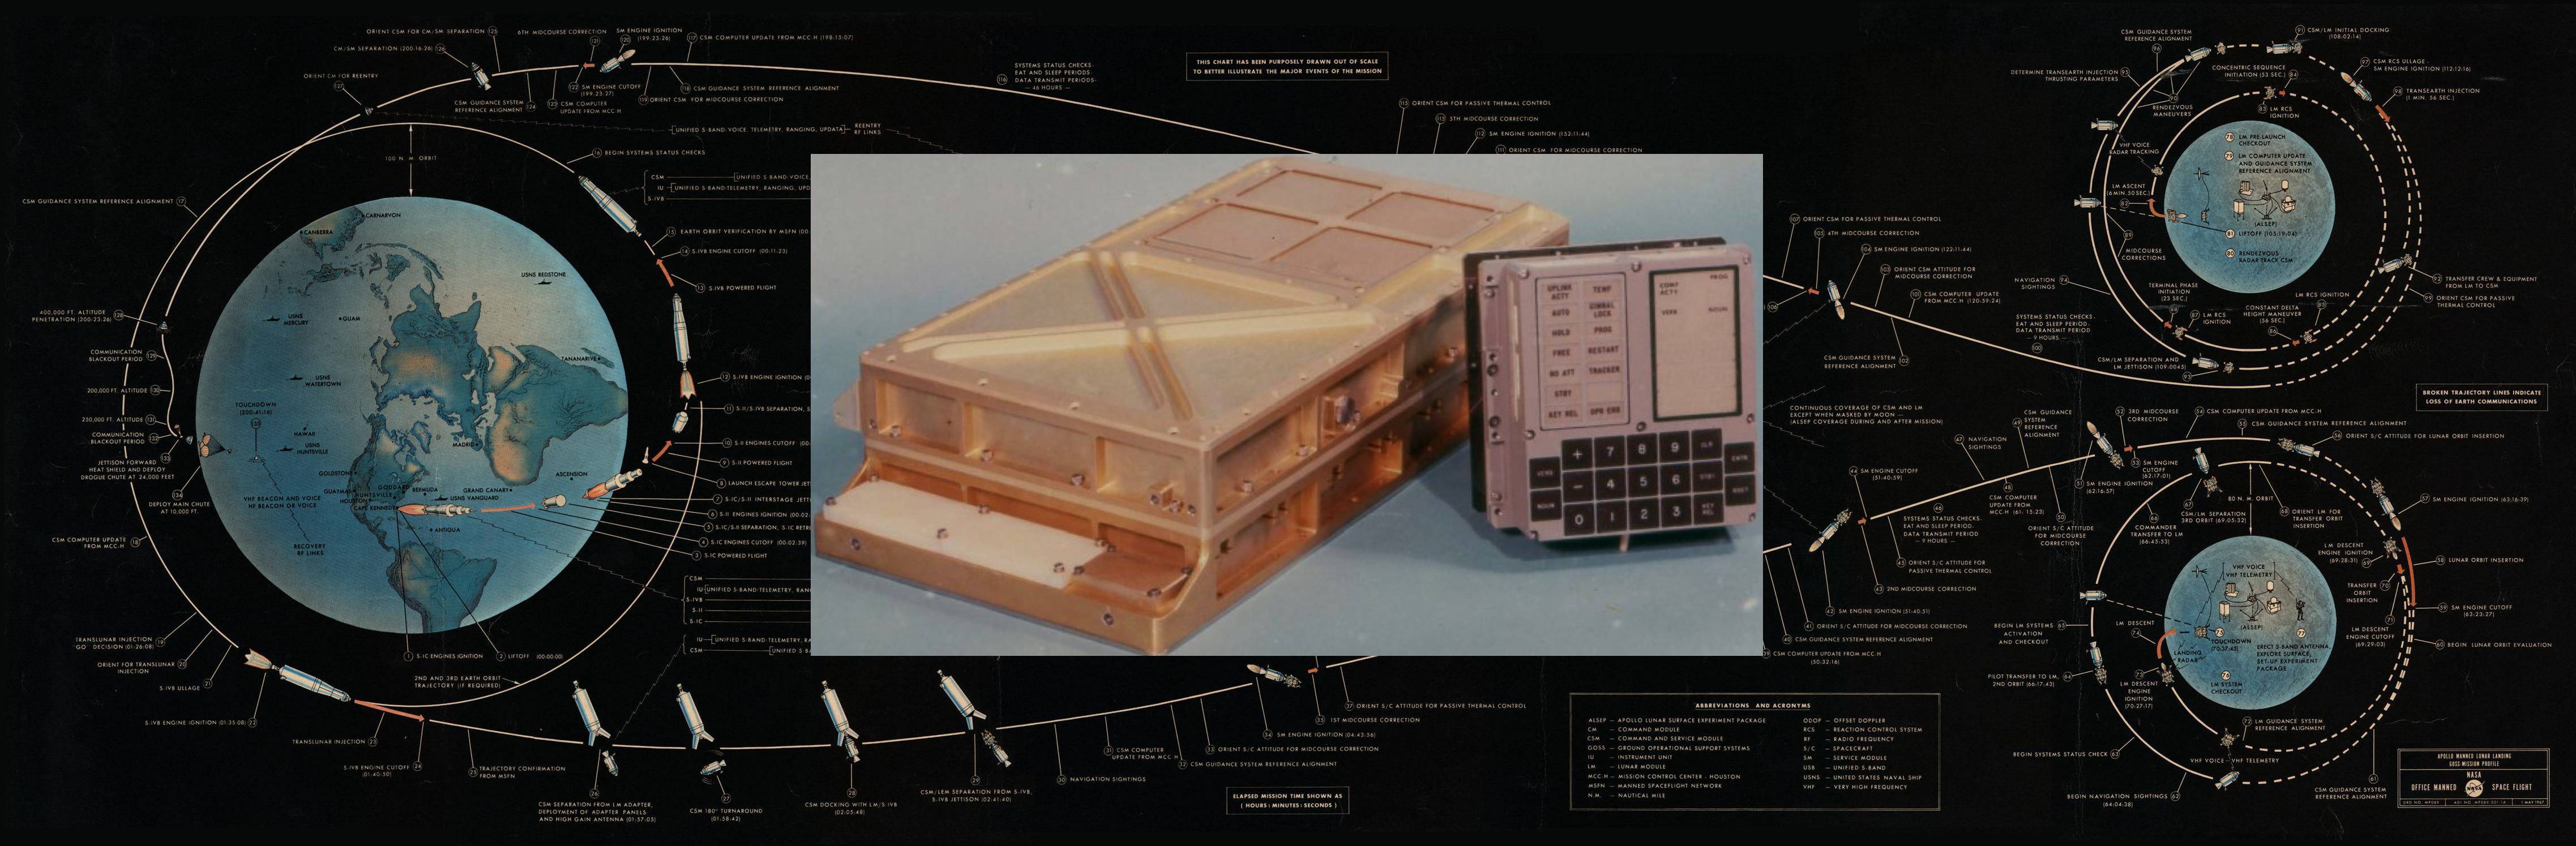 THIS CHART HAS BEEN PURPOSELY DRAWN OUT OF SCALE
TO BETTER ILLUSTRATE THE MAJOR EVENTS OF THE MISSION
ORIENT CSM FOR CM/SM SEPARATION 125
CM/SM SEPARATION (200:16:26) 126
ORIENT CM FOR REENTRY
127
6TH MIDCOURSE CORRECTION
121
SM ENGINE IGNITION
120 (199:23:26)
117 CSM COMPUTER UPDATE FROM MCC-H (198:15:07)
122 SM ENGINE CUTOFF
(199:23:27)
118 CSM GUIDANCE SYSTEM REFERENCE ALIGNMENT
119 ORIENT CSM FOR MIDCOURSE CORRECTION
CSM GUIDANCE SYSTEM
REFERENCE ALIGNMENT 124
123 CSM COMPUTER
UPDATE FROM MCC-H
116
SYSTEMS STATUS CHECKS-
EAT AND SLEEP PERIODS-
DATA TRANSMIT PERIODS-
— 46 HOURS —
UNIFIED S-BAND-VOICE, TELEMETRY, RANGING, UPDATA
REENTRY
RF LINKS
115 ORIENT CSM FOR PASSIVE THERMAL CONTROL
113 5TH MIDCOURSE CORRECTION
112 SM ENGINE IGNITION (152:11:44)
111 ORIENT CSM FOR MIDCOURSE CORRECTION
100 N. M. ORBIT
16 BEGIN SYSTEMS STATUS CHECKS
CSM
UNIFIED S-BAND-VOICE,
IU
UNIFIED S-BAND-TELEMETRY, RANGING, UPD
S-IVB
CSM GUIDANCE SYSTEM REFERENCE ALIGNMENT 17
15 EARTH ORBIT VERIFICATION BY MSFN (00:
14 S-IVB ENGINE CUTOFF (00:11:23)
13 S-IVB POWERED FLIGHT
12 S-IVB ENGINE IGNITION (0
11 S-II/S-IVB SEPARATION, S
10 S-II ENGINES CUTOFF (00:
9 S-II POWERED FLIGHT
8 LAUNCH ESCAPE TOWER JET
7 S-IC/S-II INTERSTAGE JETT
6 S-II ENGINES IGNITION (00:02:
5 S-IC/S-II SEPARATION, S-IC RETR
4 S-IC ENGINES CUTOFF (00:02:39)
3 S-IC POWERED FLIGHT
CARNARVON
CANBERRA
USNS REDSTONE
USNS
MERCURY
GUAM
TANANARIVE
USNS
WATERTOWN
TOUCHDOWN
(200:41:16)
HAWAII
USNS
HUNTSVILLE
MADRID
GOLDSTONE
GUAYMAS
GODDARD
HUNTSVILLE
HOUSTON
BERMUDA
GRAND CANARY
USNS VANGUARD
ASCENSION
CAPE KENNEDY
ANTIGUA
VHF BEACON AND VOICE
HF BEACON OR VOICE
RECOVERY
RF LINKS
400,000 FT. ALTITUDE
PENETRATION (200:23:26) 128
COMMUNICATION
BLACKOUT PERIOD 129
200,000 FT. ALTITUDE 130
230,000 FT. ALTITUDE 131
COMMUNICATION
BLACKOUT PERIOD 132
133
JETTISON FORWARD
HEAT SHIELD AND DEPLOY
DROGUE CHUTE AT 24,000 FEET
134
DEPLOY MAIN CHUTE
AT 10,000 FT.
CSM COMPUTER UPDATE
FROM MCC-H 18
TRANSLUNAR INJECTION
"GO" DECISION (01:26:08) 19
ORIENT FOR TRANSLUNAR
INJECTION 20
S-IVB ULLAGE 21
S-IVB ENGINE IGNITION (01:35:08) 22
TRANSLUNAR INJECTION 23
S-IVB ENGINE CUTOFF 24
(01:40:50)
25 TRAJECTORY CONFIRMATION
FROM MSFN
1 S-IC ENGINES IGNITION
2 LIFTOFF (00:00:00)
2ND AND 3RD EARTH ORBIT
TRAJECTORY (IF REQUIRED)
CSM
IU
UNIFIED S-BAND-TELEMETRY, RAN
S-IVB
S-II
S-IC
IU
UNIFIED S-BAND-TELEMETRY, RA
CSM
UNIFIED S-B
26
CSM SEPARATION FROM LM ADAPTER,
DEPLOYMENT OF ADAPTER PANELS
AND HIGH GAIN ANTENNA (01:57:05)
27
CSM 180° TURNAROUND
(01:58:42)
28
CSM DOCKING WITH LM/S-IVB
(02:05:48)
29
CSM/LEM SEPARATION FROM S-IVB,
S-IVB JETTISON (02:41:40)
30 NAVIGATION SIGHTINGS
31 CSM COMPUTER
UPDATE FROM MCC-H
32 CSM GUIDANCE SYSTEM REFERENCE ALIGNMENT
33 ORIENT S/C ATTITUDE FOR MIDCOURSE CORRECTION
34 SM ENGINE IGNITION (04:43:56)
35 1ST MIDCOURSE CORRECTION
37 ORIENT S/C ATTITUDE FOR PASSIVE THERMAL CONTROL
ELAPSED MISSION TIME SHOWN AS
( HOURS : MINUTES : SECONDS )
UPLINK
ACTY
TEMP
AUTO
GIMBAL
LOCK
HOLD
PROG
FREE
RESTART
NO ATT
TRACKER
STBY
KEY REL
OPR ERR
COMP
ACTY
PROG
VERB
NOUN
VERB
NOUN
+ 7 8 9 CLR
- 4 5 6 STBY
0 1 2 3 KEY
REL
ENTR
RSET
107 ORIENT CSM FOR PASSIVE THERMAL CONTROL
105 4TH MIDCOURSE CORRECTION
104 SM ENGINE IGNITION (122:11:44)
103 ORIENT CSM ATTITUDE FOR
MIDCOURSE CORRECTION
101 CSM COMPUTER UPDATE
FROM MCC-H (120:59:24)
106
CSM GUIDANCE SYSTEM
REFERENCE ALIGNMENT
102
CONTINUOUS COVERAGE OF CSM AND LM
EXCEPT WHEN MASKED BY MOON —
(ALSEP COVERAGE DURING AND AFTER MISSION)
SYSTEMS STATUS CHECKS-
EAT AND SLEEP PERIOD-
DATA TRANSMIT PERIOD
— 9 HOURS —
100
CSM GUIDANCE SYSTEM
REFERENCE ALIGNMENT
96
DETERMINE TRANSEARTH INJECTION
THRUSTING PARAMETERS 95
90
RENDEZVOUS
MANEUVERS
CONCENTRIC SEQUENCE
INITIATION (53 SEC.) 84
83 LM RCS
IGNITION
91 CSM/LM INITIAL DOCKING
(108:02:14)
97 CSM RCS ULLAGE -
SM ENGINE IGNITION (112:12:16)
98 TRANSEARTH INJECTION
(1 MIN. 56 SEC.)
VHF VOICE
RADAR TRACKING
LM ASCENT
(6 MIN. 50 SEC.)
82
89
MIDCOURSE
CORRECTIONS
78 LM PRE-LAUNCH
CHECKOUT
79 LM COMPUTER UPDATE
AND GUIDANCE SYSTEM
REFERENCE ALIGNMENT
(ALSEP)
81 LIFTOFF (105:19:04)
80 RENDEZVOUS
RADAR TRACK CSM
NAVIGATION
SIGHTINGS 94
TERMINAL PHASE
INITIATION
(23 SEC.)
88
87 LM RCS
IGNITION
LM RCS IGNITION
85
CONSTANT DELTA
HEIGHT MANEUVER
(56 SEC.)
86
92 TRANSFER CREW & EQUIPMENT
FROM LM TO CSM
99 ORIENT CSM FOR PASSIVE
THERMAL CONTROL
CSM/LM SEPARATION AND
LM JETTISON (109:00:45)
93
BROKEN TRAJECTORY LINES INDICATE
LOSS OF EARTH COMMUNICATIONS
39 CSM COMPUTER UPDATE FROM MCC-H
(50:32:16)
40 CSM GUIDANCE SYSTEM REFERENCE ALIGNMENT
41 ORIENT S/C ATTITUDE FOR MIDCOURSE CORRECTION
42 SM ENGINE IGNITION (51:40:51)
43 2ND MIDCOURSE CORRECTION
44 SM ENGINE CUTOFF
(51:40:59)
45 ORIENT S/C ATTITUDE FOR
PASSIVE THERMAL CONTROL
46
SYSTEMS STATUS CHECKS-
EAT AND SLEEP PERIOD-
DATA TRANSMIT PERIOD
— 9 HOURS —
47 NAVIGATION
SIGHTINGS
48
CSM COMPUTER
UPDATE FROM
MCC-H (61:15:23)
CSM GUIDANCE
SYSTEM
49 REFERENCE
ALIGNMENT
50
ORIENT S/C ATTITUDE
FOR MIDCOURSE
CORRECTION
51 SM ENGINE IGNITION
(62:16:57)
52 3RD MIDCOURSE
CORRECTION
53 SM ENGINE
CUTOFF
(62:17:01)
54 CSM COMPUTER UPDATE FROM MCC-H
55
CSM GUIDANCE SYSTEM REFERENCE ALIGNMENT
56 ORIENT S/C ATTITUDE FOR LUNAR ORBIT INSERTION
57 SM ENGINE IGNITION (63:16:39)
58 LUNAR ORBIT INSERTION
59 SM ENGINE CUTOFF
(63:23:27)
60 BEGIN LUNAR ORBIT EVALUATION
61
CSM GUIDANCE SYSTEM
REFERENCE ALIGNMENT
BEGIN NAVIGATION SIGHTINGS 62
(64:04:38)
BEGIN SYSTEMS STATUS CHECK 63
PILOT TRANSFER TO LM, 64
2ND ORBIT (66:17:43)
BEGIN LM SYSTEMS 65
ACTIVATION
AND CHECKOUT
66
COMMANDER
TRANSFER TO LM
(66:45:53)
67
CSM/LM SEPARATION
3RD ORBIT (69:05:32)
80 N. M. ORBIT
68 ORIENT LM FOR
TRANSFER ORBIT
INSERTION
LM DESCENT
ENGINE IGNITION
(69:28:31) 69
TRANSFER 70
ORBIT
INSERTION
71
LM DESCENT
ENGINE CUTOFF
(69:29:03)
72 LM GUIDANCE SYSTEM
REFERENCE ALIGNMENT
73
LM DESCENT
ENGINE
IGNITION
(70:27:17)
LM DESCENT
74
LANDING
RADAR
VHF VOICE
VHF TELEMETRY
(ALSEP)
75
TOUCHDOWN
(70:37:45)
76
LM SYSTEM
CHECKOUT
77
ERECT S-BAND ANTENNA,
EXPLORE SURFACE,
SET-UP EXPERIMENT
PACKAGE
VHF VOICE - VHF TELEMETRY
ABBREVIATIONS AND ACRONYMS
ALSEP — APOLLO LUNAR SURFACE EXPERIMENT PACKAGE
CM — COMMAND MODULE
CSM — COMMAND AND SERVICE MODULE
GOSS — GROUND OPERATIONAL SUPPORT SYSTEMS
IU — INSTRUMENT UNIT
LM — LUNAR MODULE
MCC-H — MISSION CONTROL CENTER - HOUSTON
MSFN — MANNED SPACEFLIGHT NETWORK
N.M. — NAUTICAL MILE
ODOP — OFFSET DOPPLER
RCS — REACTION CONTROL SYSTEM
RF — RADIO FREQUENCY
S/C — SPACECRAFT
SM — SERVICE MODULE
USB — UNIFIED S-BAND
USNS — UNITED STATES NAVAL SHIP
VHF — VERY HIGH FREQUENCY
APOLLO MANNED LUNAR LANDING
GOSS-MISSION PROFILE
NASA
OFFICE MANNED NASA SPACE FLIGHT
1 MAY 1967